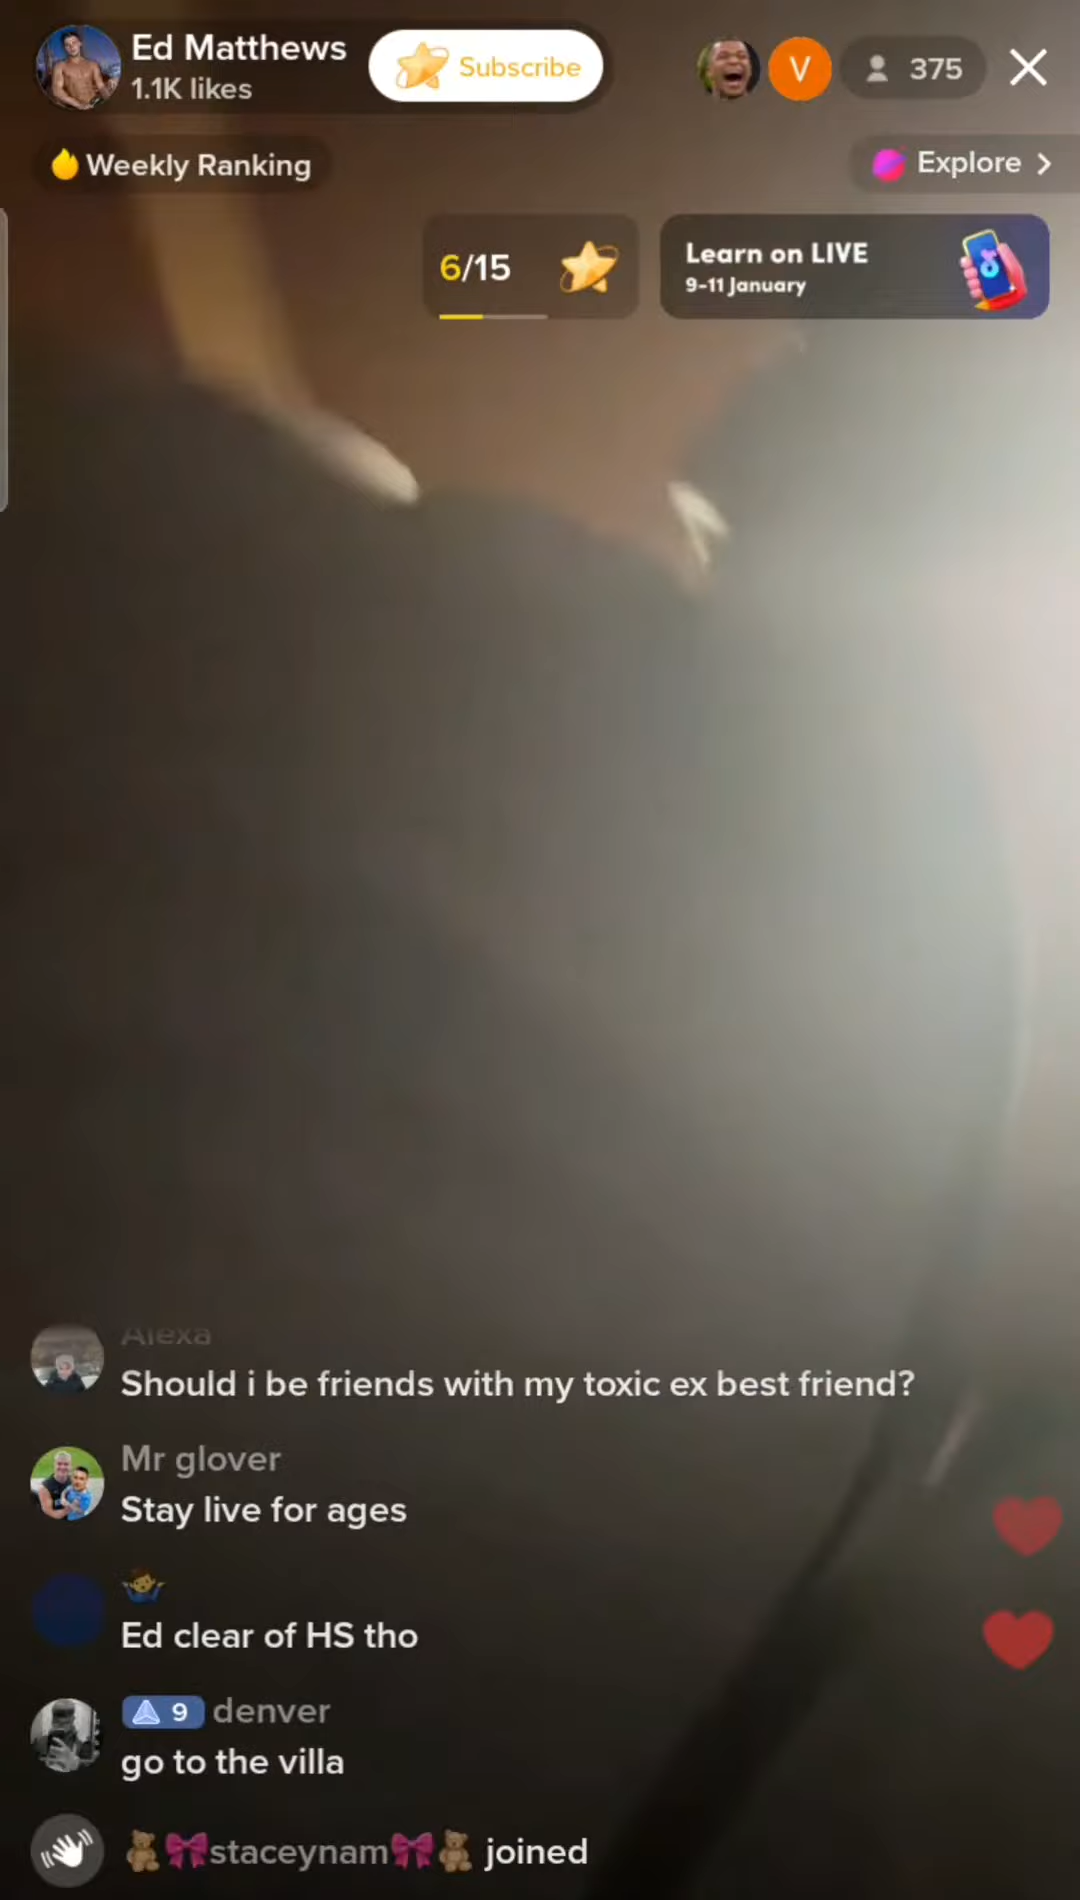 Ed Matthews
1.1K likes
Subscribe
V
375
Weekly Ranking
Explore
6/15
Learn on LIVE
9-11 January
Alexa
Should i be friends with my toxic ex best friend?
Mr glover
Stay live for ages
🤷‍♂️
Ed clear of HS tho
9 denver
go to the villa
🧸🎀staceynam🎀🧸 joined